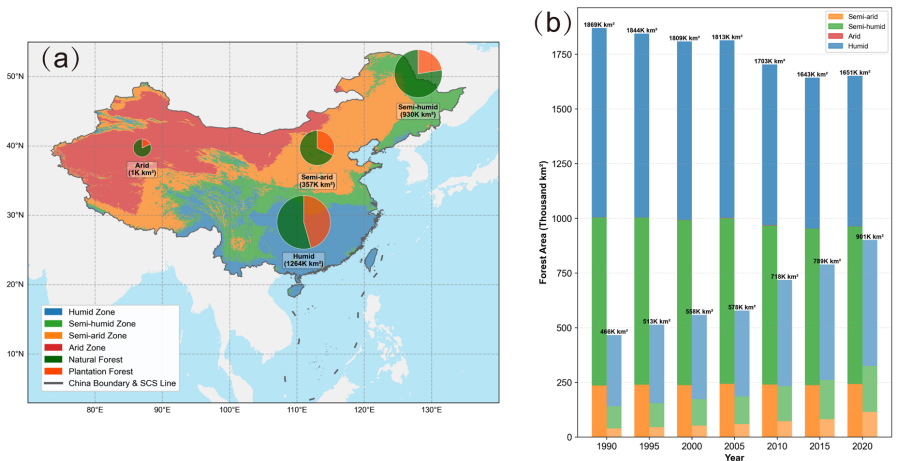 (a)
50°N
40°N
30°N
20°N
10°N
80°E
90°E
100°E
110°E
120°E
130°E
Semi-humid
(930K km²)
Arid
(1K km²)
Semi-arid
(357K km²)
Humid
(1264K km²)
Humid Zone
Semi-humid Zone
Semi-arid Zone
Arid Zone
Natural Forest
Plantation Forest
China Boundary & SCS Line
(b)
Semi-arid
Semi-humid
Arid
Humid
Forest Area (Thousand km²)
1750
1500
1250
1000
750
500
250
0
1869K km²
1844K km²
1809K km²
1813K km²
1703K km²
1643K km²
1651K km²
466K km²
513K km²
558K km²
578K km²
718K km²
789K km²
901K km²
1990
1995
2000
2005
2010
2015
2020
Year